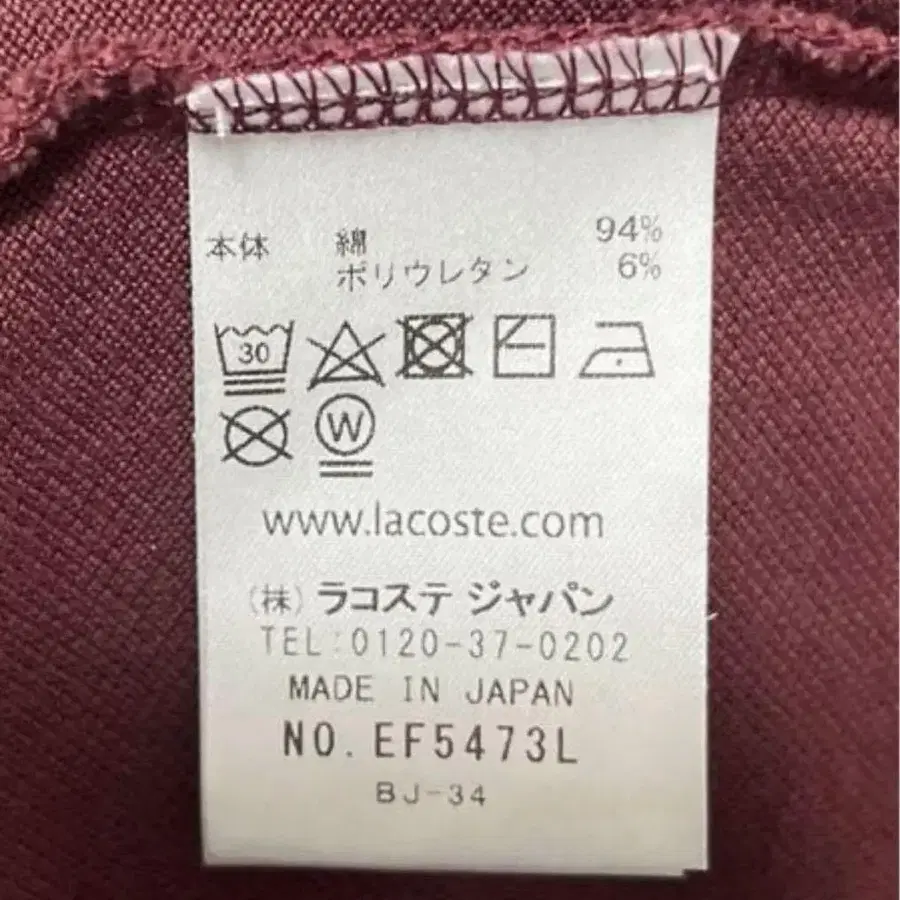 本体 綿 94%
ポリウレタン 6%
30
W
www.lacoste.com
(株) ラコステ ジャパン
TEL:0120-37-0202
MADE IN JAPAN
NO. EF5473L
BJ-34